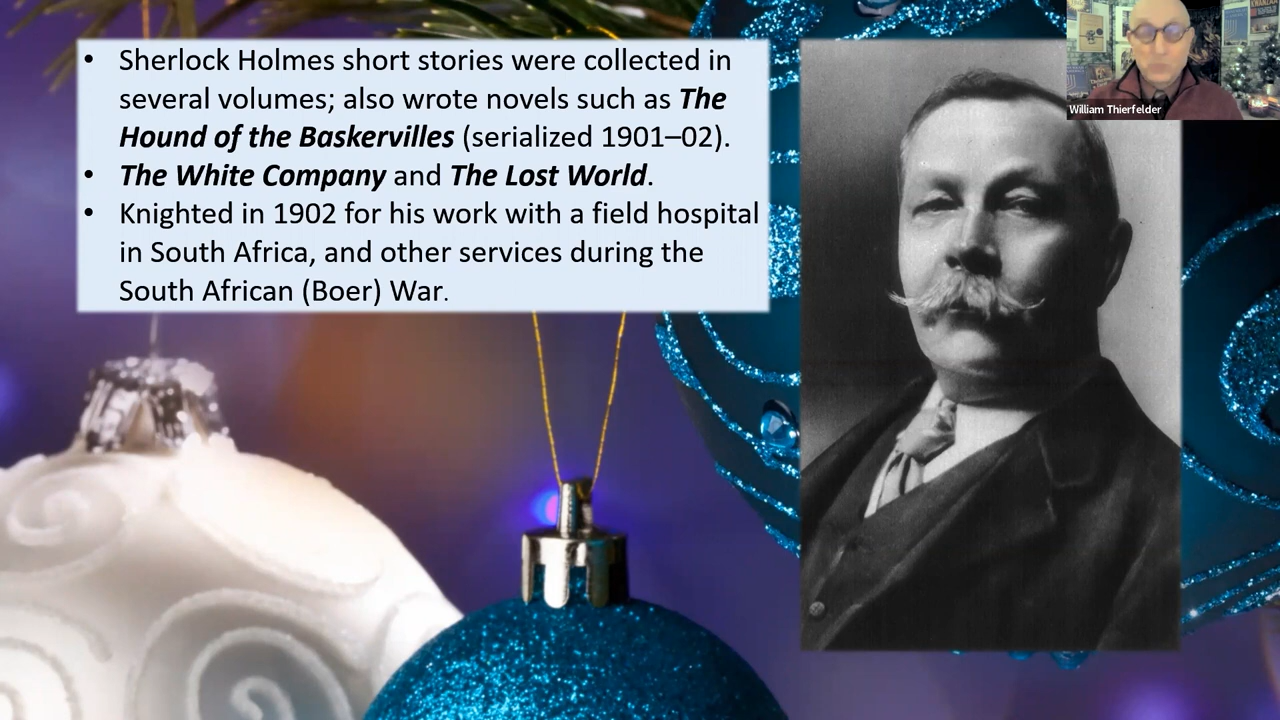 • Sherlock Holmes short stories were collected in
several volumes; also wrote novels such as The
Hound of the Baskervilles (serialized 1901–02).
• The White Company and The Lost World.
• Knighted in 1902 for his work with a field hospital
in South Africa, and other services during the
South African (Boer) War.
KWANZAA
William Thierfelder